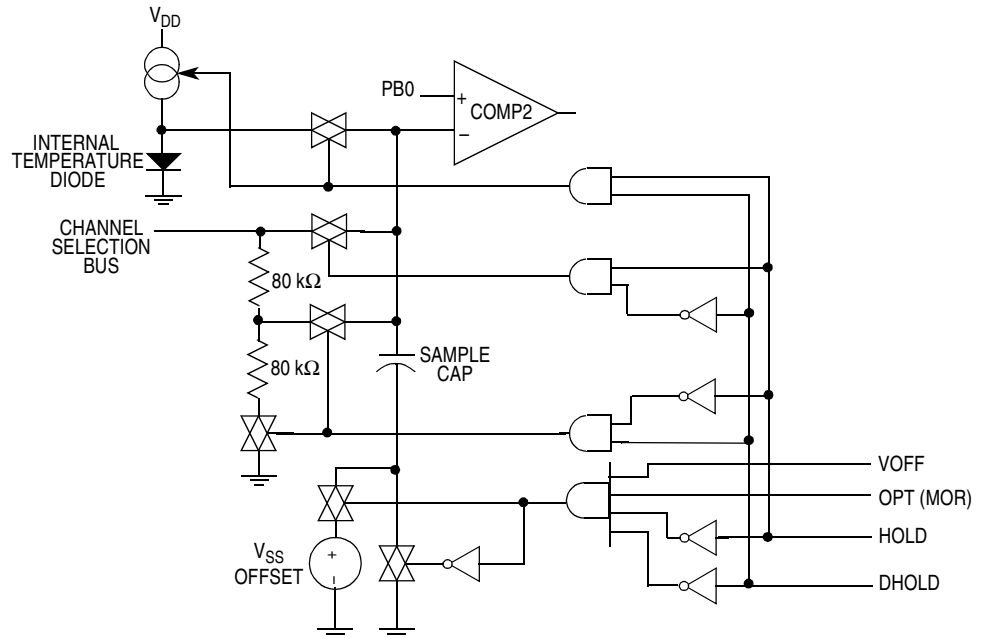 VDD
PB0
+
COMP2
–
INTERNAL
TEMPERATURE
DIODE
CHANNEL
SELECTION
BUS
80 kΩ
80 kΩ
SAMPLE
CAP
VOFF
OPT (MOR)
HOLD
DHOLD
VSS
OFFSET
+
-